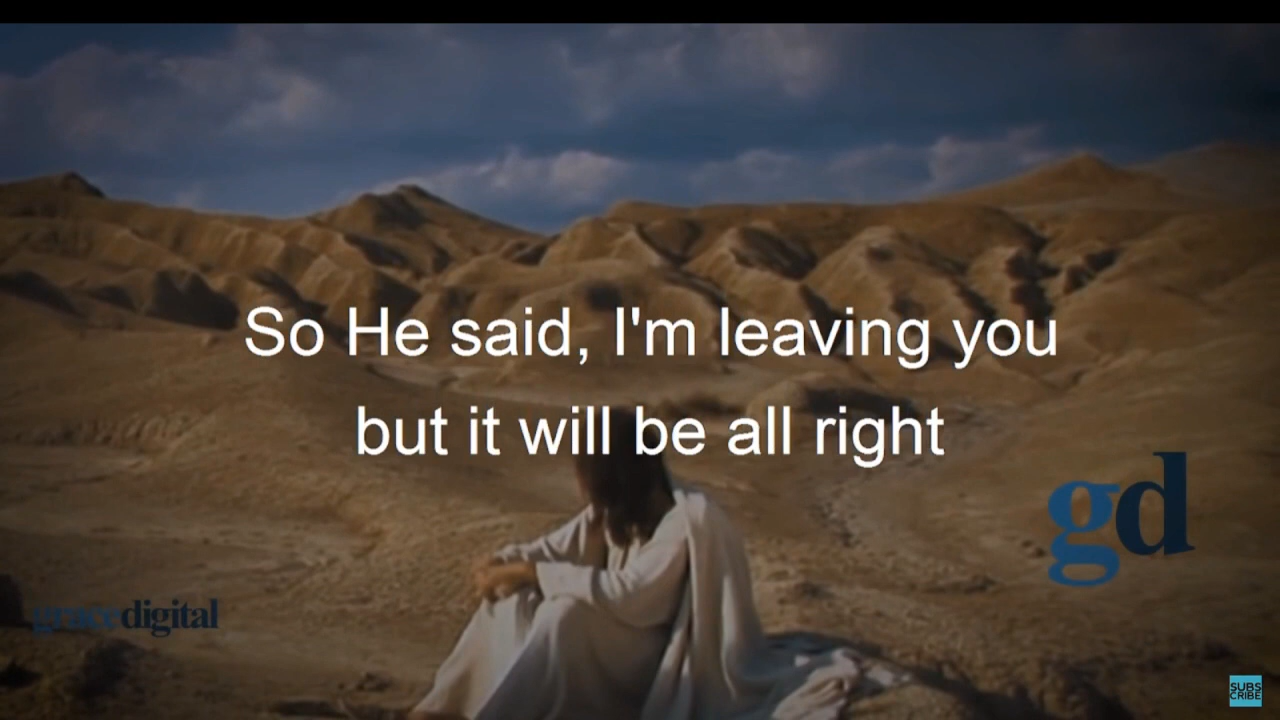 So He said, I'm leaving you
but it will be all right
gd
gracedigital
SUBS
CRIBE